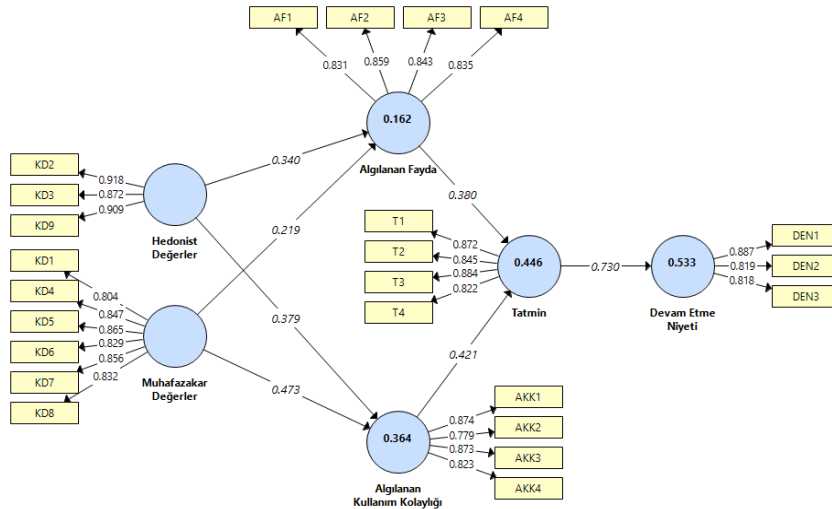 AF1
AF2
AF3
AF4
0.831
0.859
0.843
0.835
0.162
Algılanan Fayda
KD2
KD3
KD9
0.918
0.872
0.909
Hedonist
Değerler
0.340
0.219
0.380
KD1
KD4
KD5
KD6
KD7
KD8
0.804
0.847
0.865
0.829
0.856
0.832
Muhafazakar
Değerler
0.379
0.473
T1
T2
T3
T4
0.872
0.845
0.884
0.822
0.446
Tatmin
0.730
0.533
Devam Etme
Niyeti
0.887
0.819
0.818
DEN1
DEN2
DEN3
0.421
0.364
Algılanan
Kullanım Kolaylığı
0.874
0.779
0.873
0.823
AKK1
AKK2
AKK3
AKK4